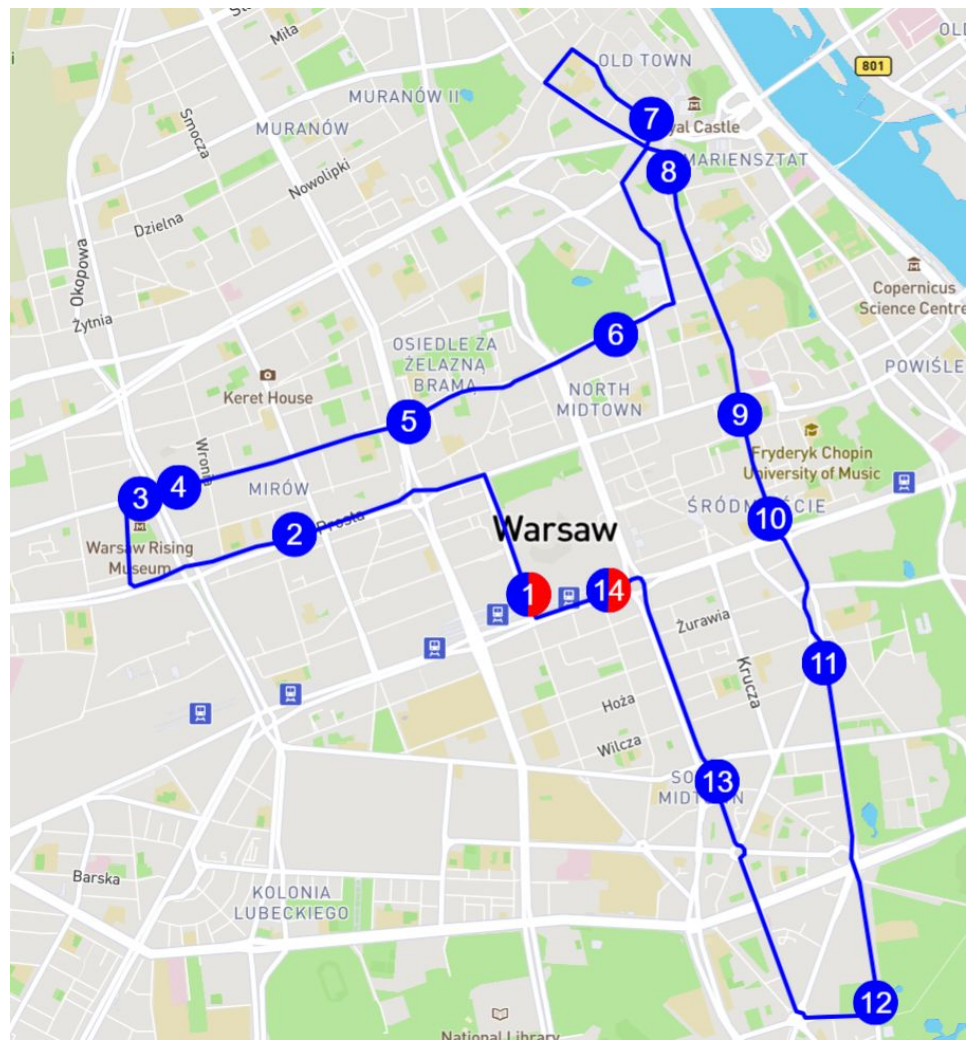 Miła
OLD TOWN
801
MURANÓW II
Royal Castle
7
Smocza
MURANÓW
8
MARIENSZTAT
Nowolipki
Dzielna
Okopowa
Copernicus
Science Centre
Żytnia
6
OSIEDLE ZA
ŻELAZNĄ
BRAMĄ
POWIŚLE
Keret House
NORTH
MIDTOWN
5
9
Fryderyk Chopin
University of Music
Wronia
3
4
MIRÓW
ŚRÓDMIEŚCIE
10
2
Prosta
Warsaw
Warsaw Rising
Museum
1
14
Żurawia
11
Krucza
Hoża
Wilcza
13
SOUTH
MIDTOWN
Barska
KOLONIA
LUBECKIEGO
12
National Library